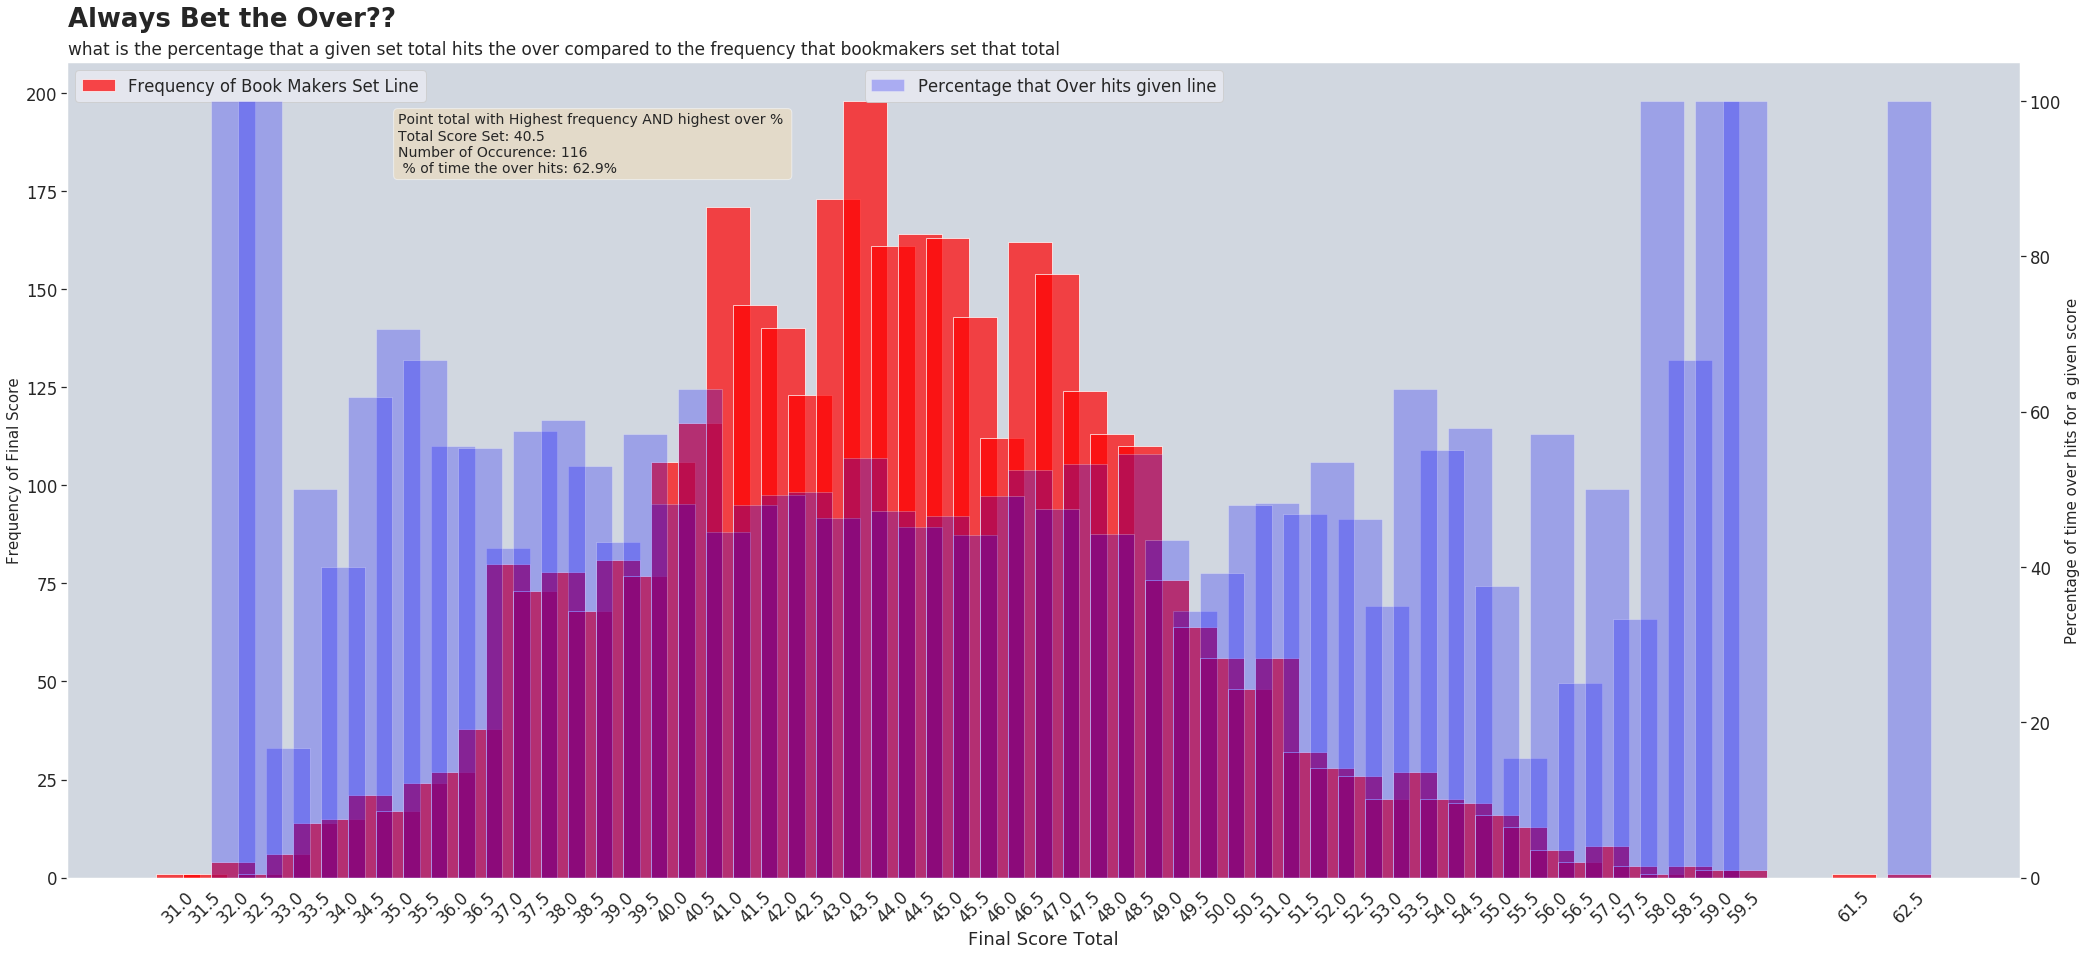 Always Bet the Over??
what is the percentage that a given set total hits the over compared to the frequency that bookmakers set that total
Frequency of Book Makers Set Line
Percentage that Over hits given line
Point total with Highest frequency AND highest over %
Total Score Set: 40.5
Number of Occurence: 116
% of time the over hits: 62.9%
Frequency of Final Score
200
175
150
125
100
75
50
25
0
100
80
60
40
20
0
Percentage of time over hits for a given score
31.0 31.5 32.0 32.5 33.0 33.5 34.0 34.5 35.0 35.5 36.0 36.5 37.0 37.5 38.0 38.5 39.0 39.5 40.0 40.5 41.0 41.5 42.0 42.5 43.0 43.5 44.0 44.5 45.0 45.5 46.0 46.5 47.0 47.5 48.0 48.5 49.0 49.5 50.0 50.5 51.0 51.5 52.0 52.5 53.0 53.5 54.0 54.5 55.0 55.5 56.0 56.5 57.0 57.5 58.0 58.5 59.0 59.5 61.5 62.5
Final Score Total